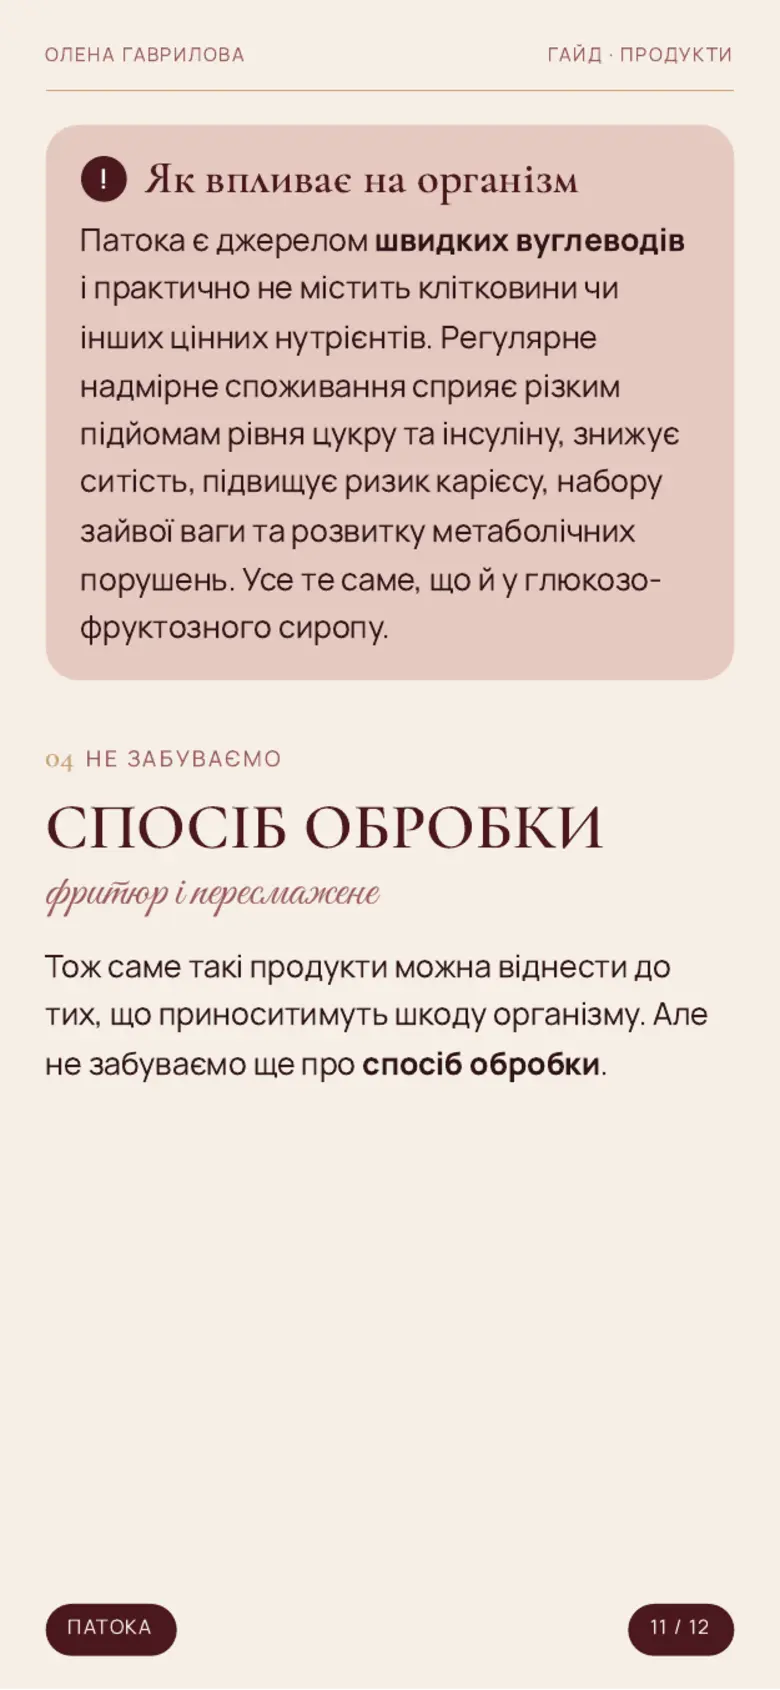 ОЛЕНА ГАВРИЛОВА
ГАЙД · ПРОДУКТИ
! Як впливає на організм
Патока є джерелом швидких вуглеводів
і практично не містить клітковини чи
інших цінних нутрієнтів. Регулярне
надмірне споживання сприяє різким
підйомам рівня цукру та інсуліну, знижує
ситість, підвищує ризик карієсу, набору
зайвої ваги та розвитку метаболічних
порушень. Усе те саме, що й у глюкозо-
фруктозного сиропу.
04 НЕ ЗАБУВАЄМО
СПОСІБ ОБРОБКИ
фритюр і пересмажене
Тож саме такі продукти можна віднести до
тих, що приноситимуть шкоду організму. Але
не забуваємо ще про спосіб обробки.
ПАТОКА
11 / 12